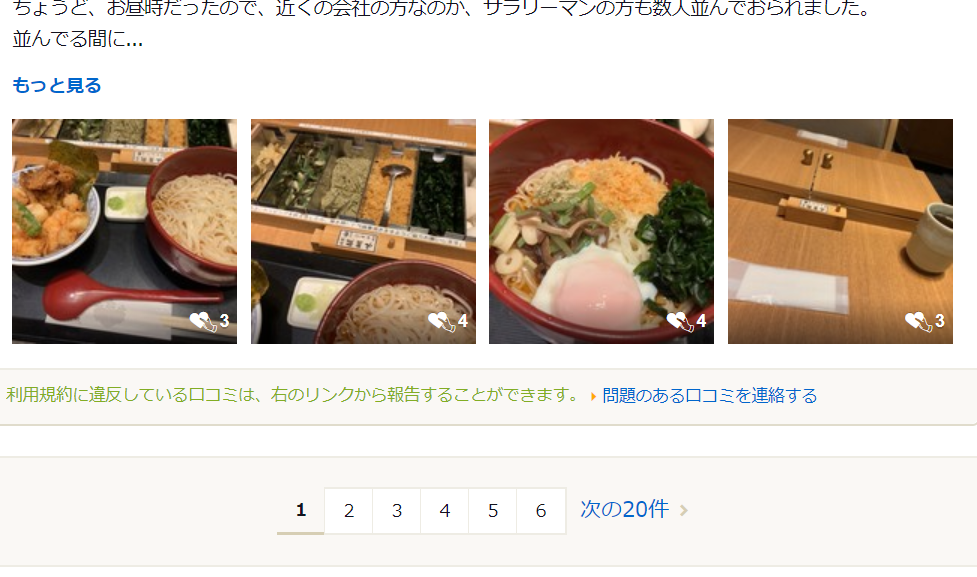 ちょうど、お昼時だったので、近くの会社の方なのか、サラリーマンの方も数人並んでおられました。
並んでる間に...
もっと見る
3
4
4
3
利用規約に違反している口コミは、右のリンクから報告することができます。 問題のある口コミを連絡する
1 2 3 4 5 6 次の20件